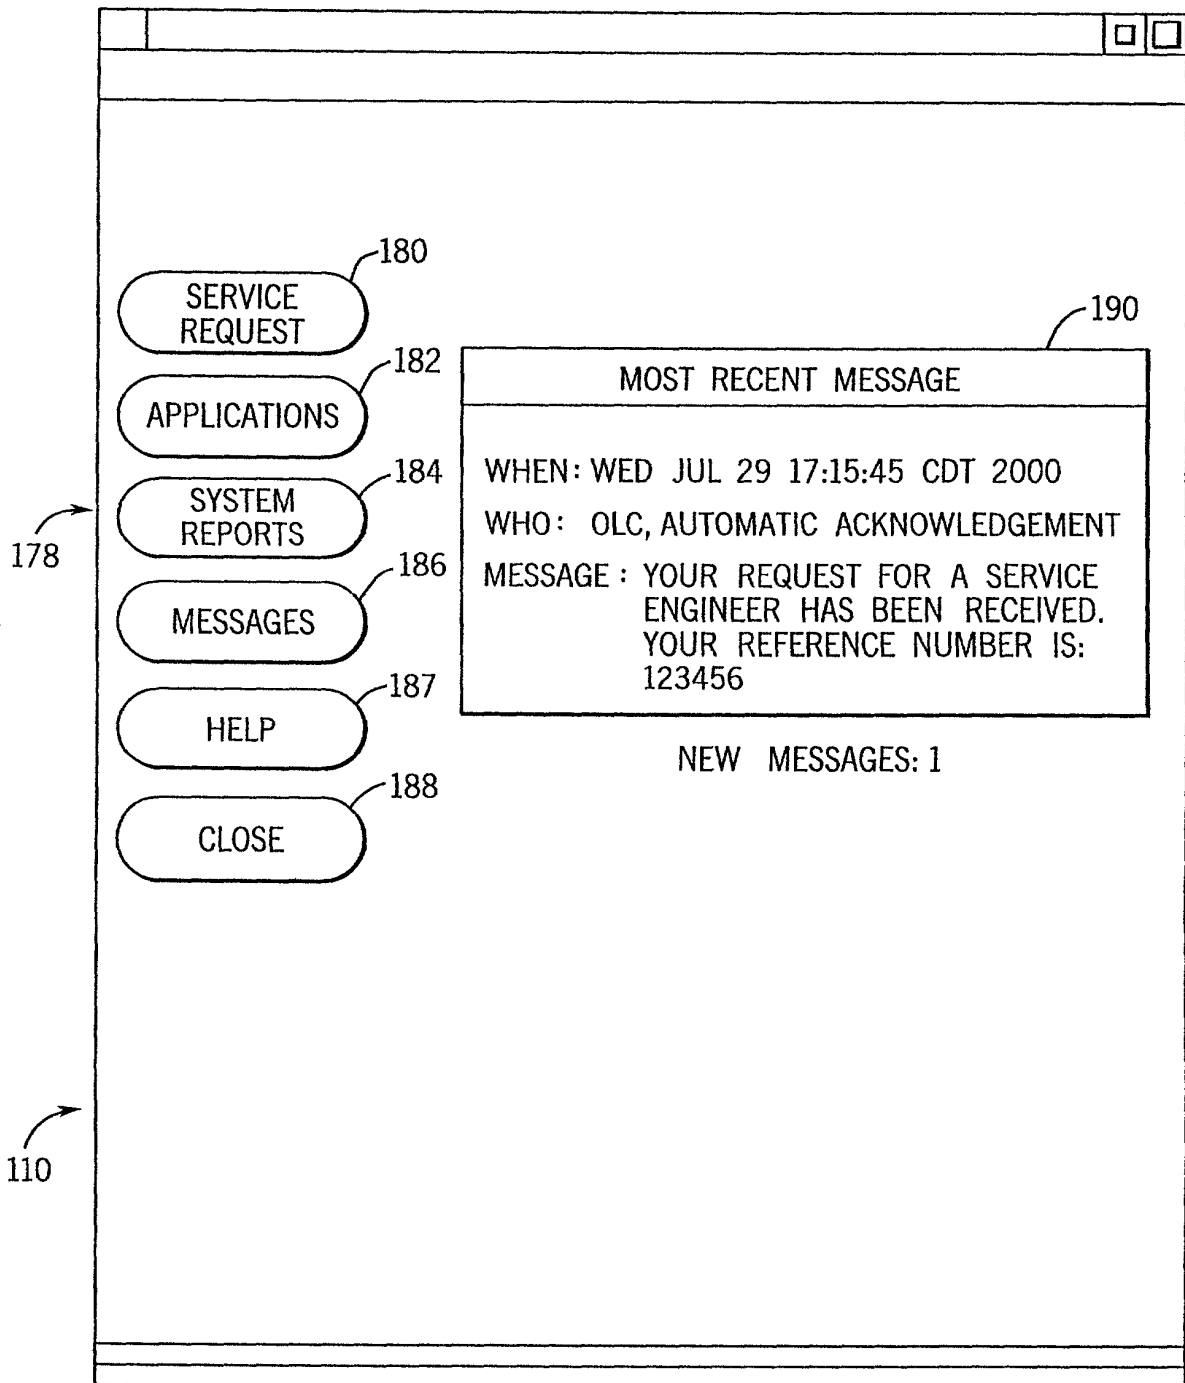 180
SERVICE
REQUEST
182
APPLICATIONS
184
SYSTEM
REPORTS
178
186
MESSAGES
187
HELP
188
CLOSE
190
MOST RECENT MESSAGE
WHEN: WED JUL 29 17:15:45 CDT 2000
WHO: OLC, AUTOMATIC ACKNOWLEDGEMENT
MESSAGE: YOUR REQUEST FOR A SERVICE
ENGINEER HAS BEEN RECEIVED.
YOUR REFERENCE NUMBER IS:
123456
NEW MESSAGES: 1
110